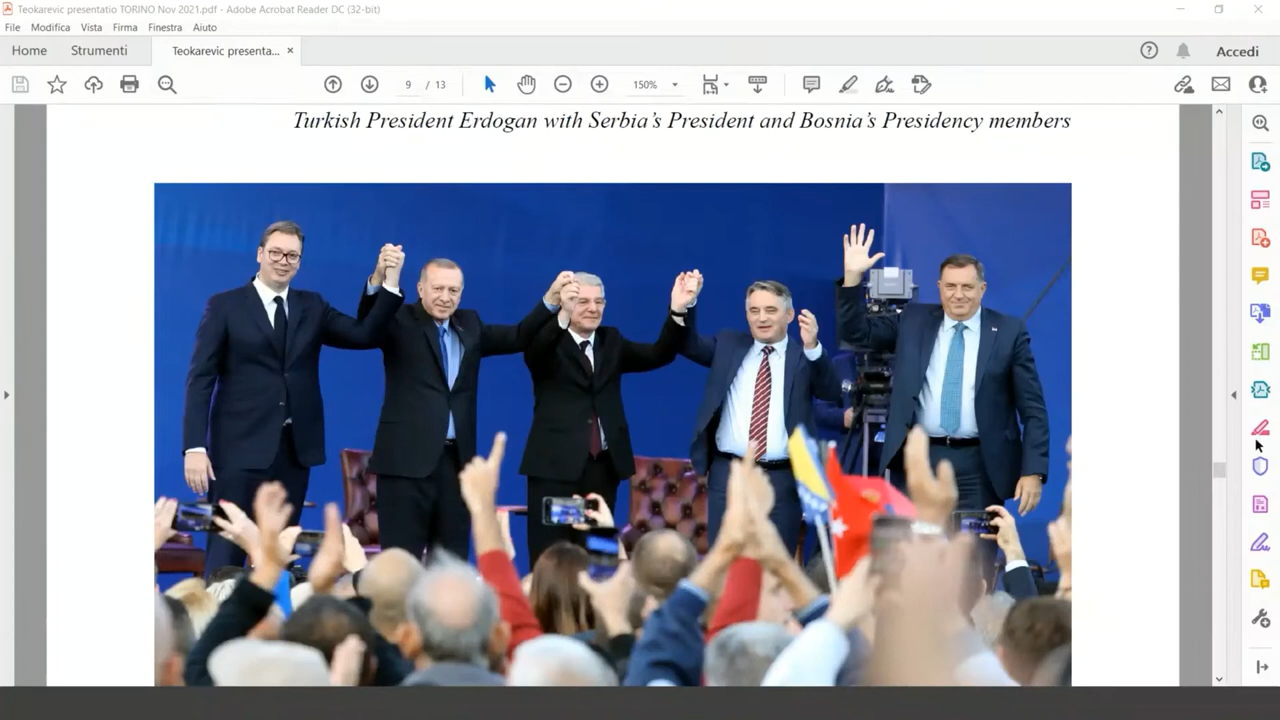 Teokarevic presentatio TORINO Nov 2021.pdf - Adobe Acrobat Reader DC (32-bit)
File Modifica Vista Firma Finestra Aiuto
Home Strumenti Teokarevic presenta... × Accedi
9 / 13 150%
Turkish President Erdogan with Serbia's President and Bosnia's Presidency members